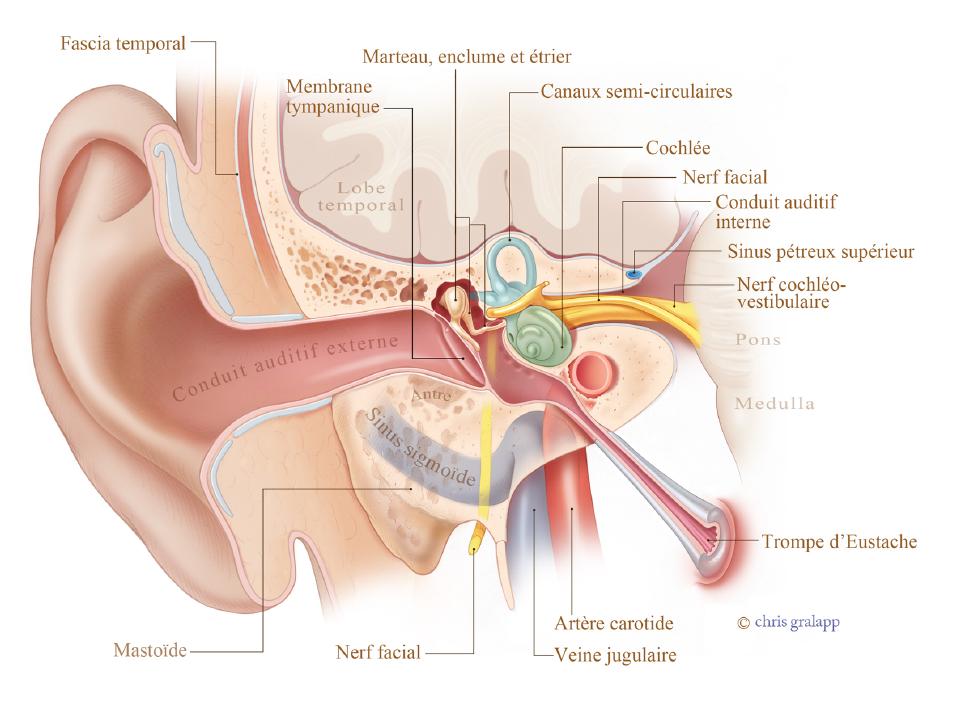 Fascia temporal
Marteau, enclume et étrier
Membrane
tympanique
Canaux semi-circulaires
Cochlée
Nerf facial
Conduit auditif
interne
Sinus pétreux supérieur
Nerf cochléo-
vestibulaire
Lobe
temporal
Pons
Conduit auditif externe
Antre
Medulla
Sinus sigmoïde
Trompe d’Eustache
Artère carotide
© chris gralapp
Mastoïde
Nerf facial
Veine jugulaire